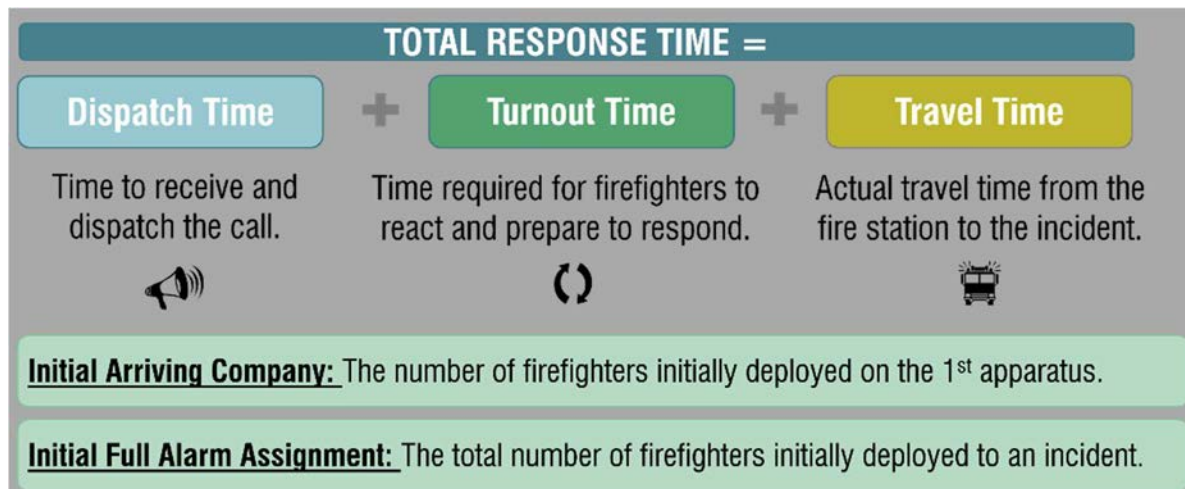 TOTAL RESPONSE TIME =
Dispatch Time + Turnout Time + Travel Time
Time to receive and
dispatch the call.
Time required for firefighters to
react and prepare to respond.
Actual travel time from the
fire station to the incident.
Initial Arriving Company: The number of firefighters initially deployed on the 1st apparatus.
Initial Full Alarm Assignment: The total number of firefighters initially deployed to an incident.